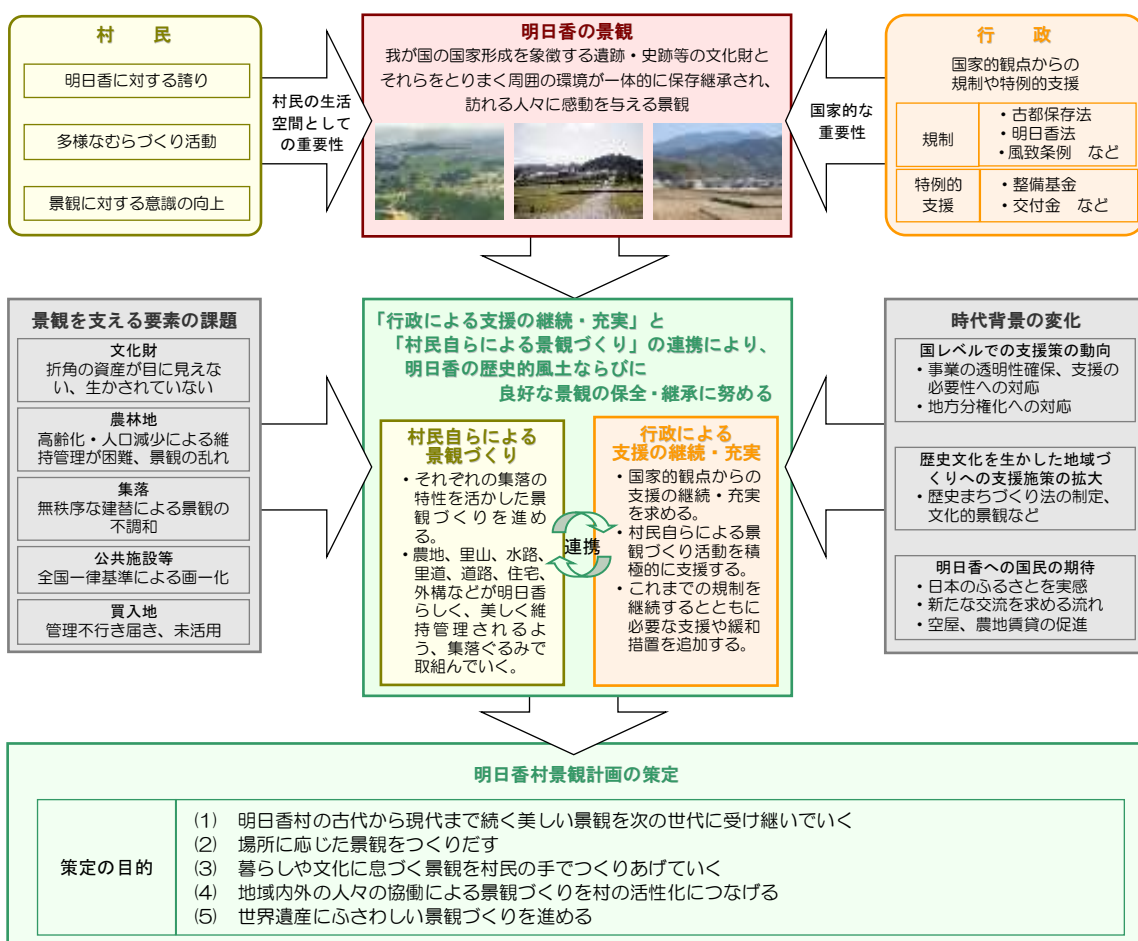 村　民
明日香に対する誇り
多様なむらづくり活動
景観に対する意識の向上
村民の生活
空間として
の重要性
明日香の景観
我が国の国家形成を象徴する遺跡・史跡等の文化財と
それらをとりまく周囲の環境が一体的に保存継承され、
訪れる人々に感動を与える景観
国家的な
重要性
行　政
国家的観点からの
規制や特例的支援
規制
・古都保存法
・明日香法
・風致条例　など
特例的
支援
・整備基金
・交付金　など
景観を支える要素の課題
文化財
折角の資産が目に見えな
い、生かされていない
農林地
高齢化・人口減少による維
持管理が困難、景観の乱れ
集落
無秩序な建替による景観の
不調和
公共施設等
全国一律基準による画一化
買入地
管理不行き届き、未活用
「行政による支援の継続・充実」と
「村民自らによる景観づくり」の連携により、
明日香の歴史的風土ならびに
良好な景観の保全・継承に努める
村民自らによる
景観づくり
・それぞれの集落の
特性を活かした景
観づくりを進め
る。
・農地、里山、水路、
里道、道路、住宅、
外構などが明日香
らしく、美しく維
持管理されるよ
う、集落ぐるみで
取組んでいく。
連携
行政による
支援の継続・充実
・国家的観点からの
支援の継続・充実
を求める。
・村民自らによる景
観づくり活動を積
極的に支援する。
・これまでの規制を
継続するとともに
必要な支援や緩和
措置を追加する。
時代背景の変化
国レベルでの支援策の動向
・事業の透明性確保、支援の
必要性への対応
・地方分権化への対応
歴史文化を生かした地域づ
くりへの支援施策の拡大
・歴史まちづくり法の制定、
文化的景観など
明日香への国民の期待
・日本のふるさとを実感
・新たな交流を求める流れ
・空屋、農地賃貸の促進
明日香村景観計画の策定
策定の目的
(1)　明日香村の古代から現代まで続く美しい景観を次の世代に受け継いでいく
(2)　場所に応じた景観をつくりだす
(3)　暮らしや文化に息づく景観を村民の手でつくりあげていく
(4)　地域内外の人々の協働による景観づくりを村の活性化につなげる
(5)　世界遺産にふさわしい景観づくりを進める